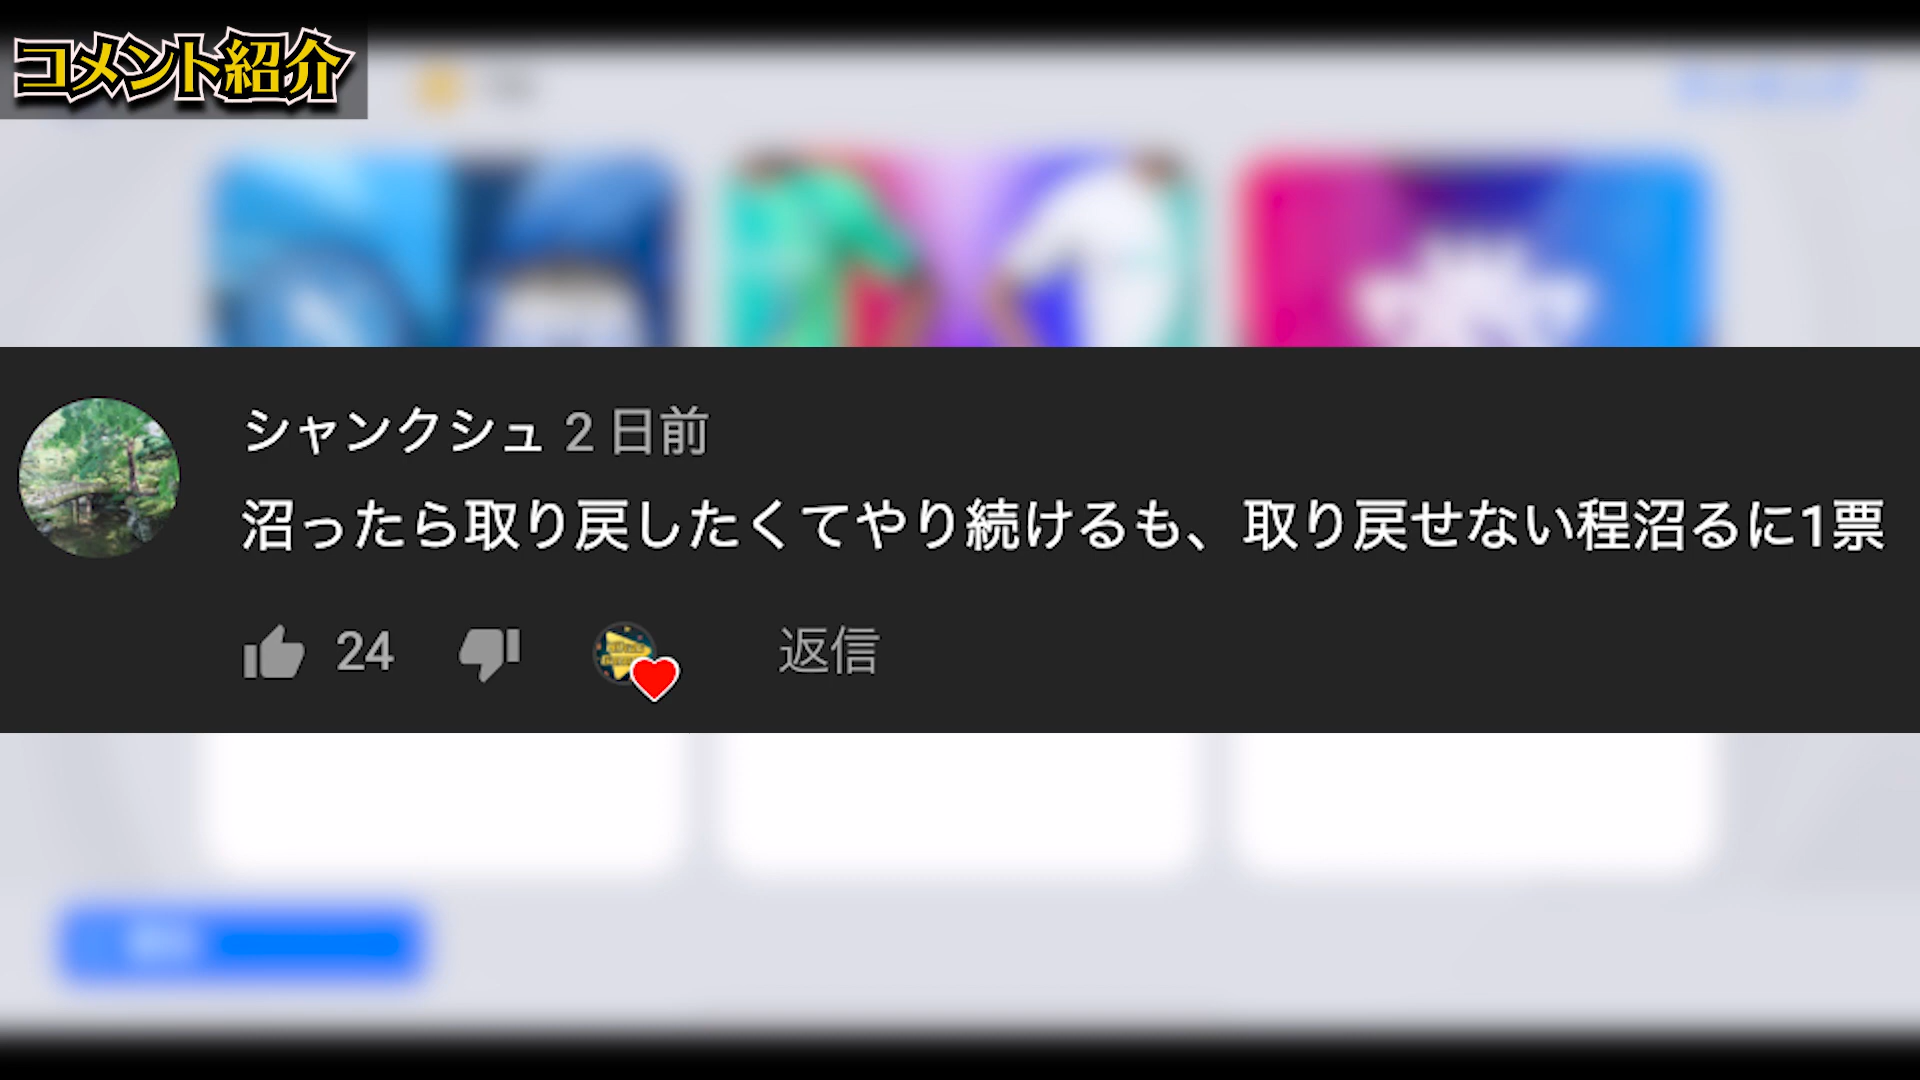 コメント紹介
シャンクシュ 2 日前
沼ったら取り戻したくてやり続けるも、取り戻せない程沼るに1票
24
返信